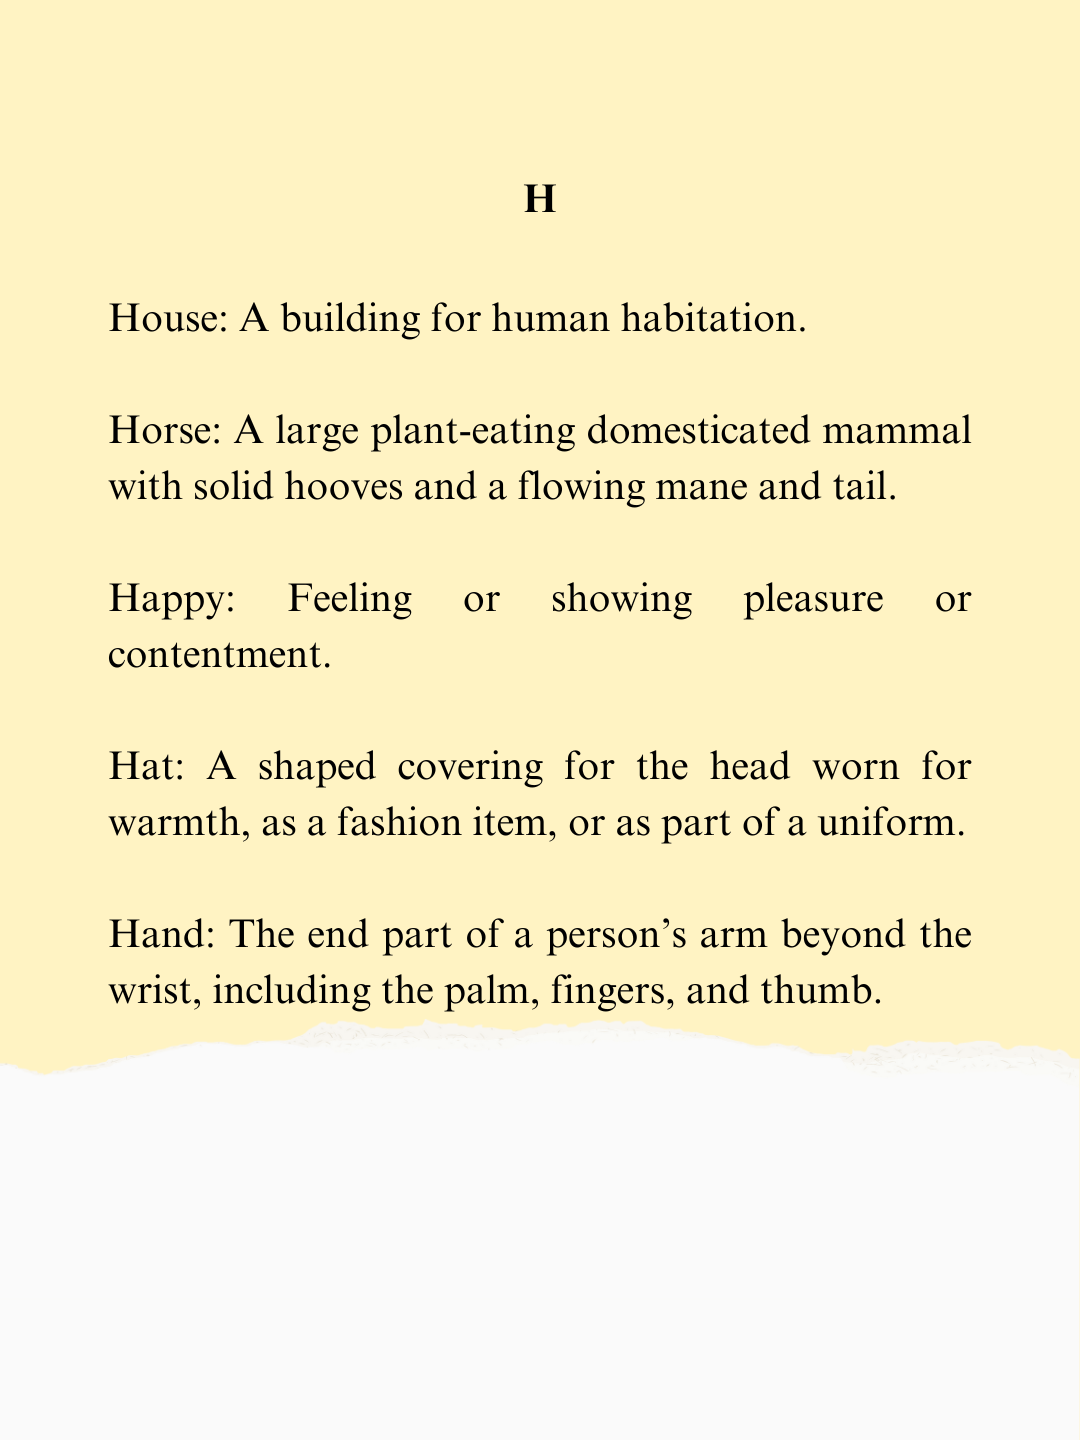 H
House: A building for human habitation.
Horse: A large plant-eating domesticated mammal
with solid hooves and a flowing mane and tail.
Happy: Feeling or showing pleasure or
contentment.
Hat: A shaped covering for the head worn for
warmth, as a fashion item, or as part of a uniform.
Hand: The end part of a person’s arm beyond the
wrist, including the palm, fingers, and thumb.